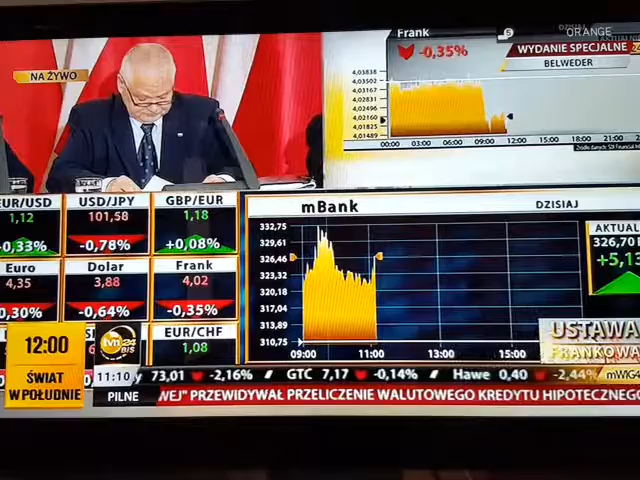 Frank
S
ORANGE
-0,35%
WYDANIE SPECJALNE
BELWEDER
NA ŻYWO
4,03838
4,03502
4,03167
4,02831
4,02496
4,02160
4,01825
4,01489
00:00 03:00 06:00 09:00 12:00 15:00 18:00 21:00
EUR/USD
1,12
-0,33%
USD/JPY
101,58
-0,78%
GBP/EUR
1,18
+0,08%
Euro
4,35
0,30%
Dolar
3,88
-0,64%
Frank
4,02
-0,35%
EUR/CHF
1,08
mBank
DZISIAJ
332,75
329,61
326,46
323,32
320,18
317,04
313,89
310,75
09:00 11:00 13:00 15:00
AKTUAL
326,70
+5,13
USTAWA
FRANKOWA
12:00
ŚWIAT
W POŁUDNIE
tvn24
BiS
11:10
PILNE
y 73,01 -2,16% GTC 7,17 -0,14% Hawe 0,40 -2,44% mWIG4
WEJ" PRZEWIDYWAŁ PRZELICZENIE WALUTOWEGO KREDYTU HIPOTECZNEGO